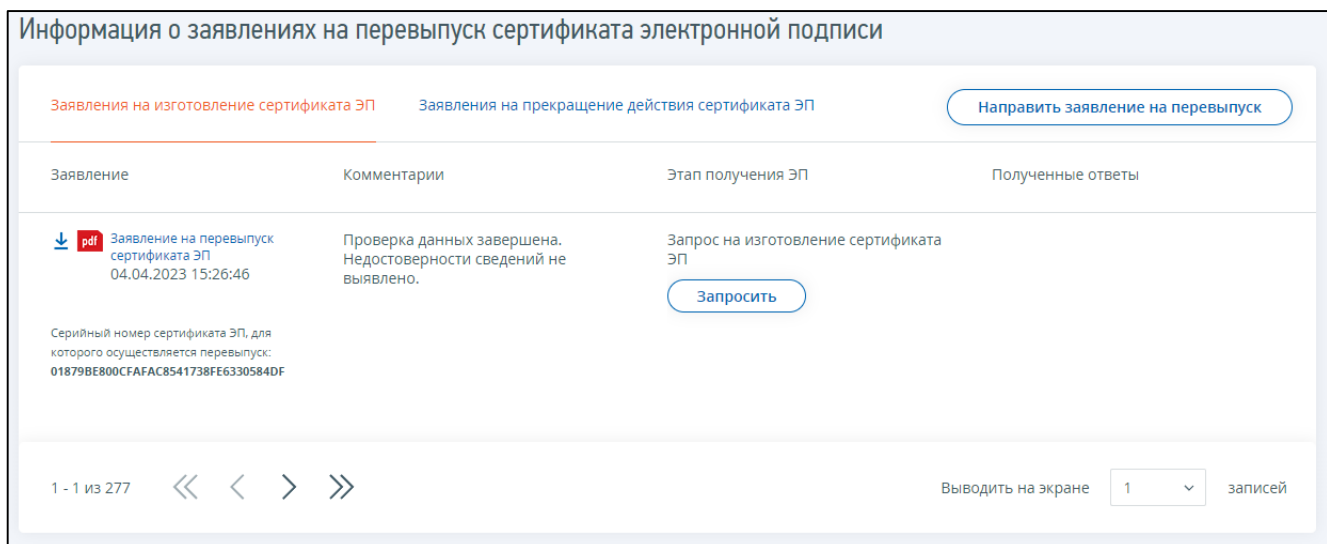 Информация о заявлениях на перевыпуск сертификата электронной подписи
Заявления на изготовление сертификата ЭП
Заявления на прекращение действия сертификата ЭП
Направить заявление на перевыпуск
Заявление
Комментарии
Этап получения ЭП
Полученные ответы
pdf
Заявление на перевыпуск
сертификата ЭП
04.04.2023 15:26:46
Серийный номер сертификата ЭП, для
которого осуществляется перевыпуск:
01879BE800CFAFAC8541738FE6330584DF
Проверка данных завершена.
Недостоверности сведений не
выявлено.
Запрос на изготовление сертификата
ЭП
Запросить
1 - 1 из 277
Выводить на экране
1
записей